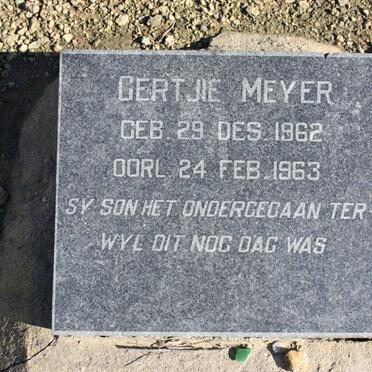 GERTJIE MEYER
GEB. 29 DES. 1962
OORL. 24 FEB. 1963
SY SON HET ONDERGEGAAN TER-
WYL DIT NOG DAG WAS